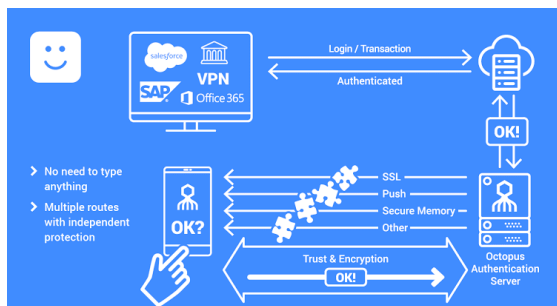 salesforce
VPN
SAP
Office 365
Login / Transaction
Authenticated
OK!
No need to type
anything
Multiple routes
with independent
protection
OK?
SSL
Push
Secure Memory
Other
Trust & Encryption
OK!
Octopus
Authentication
Server